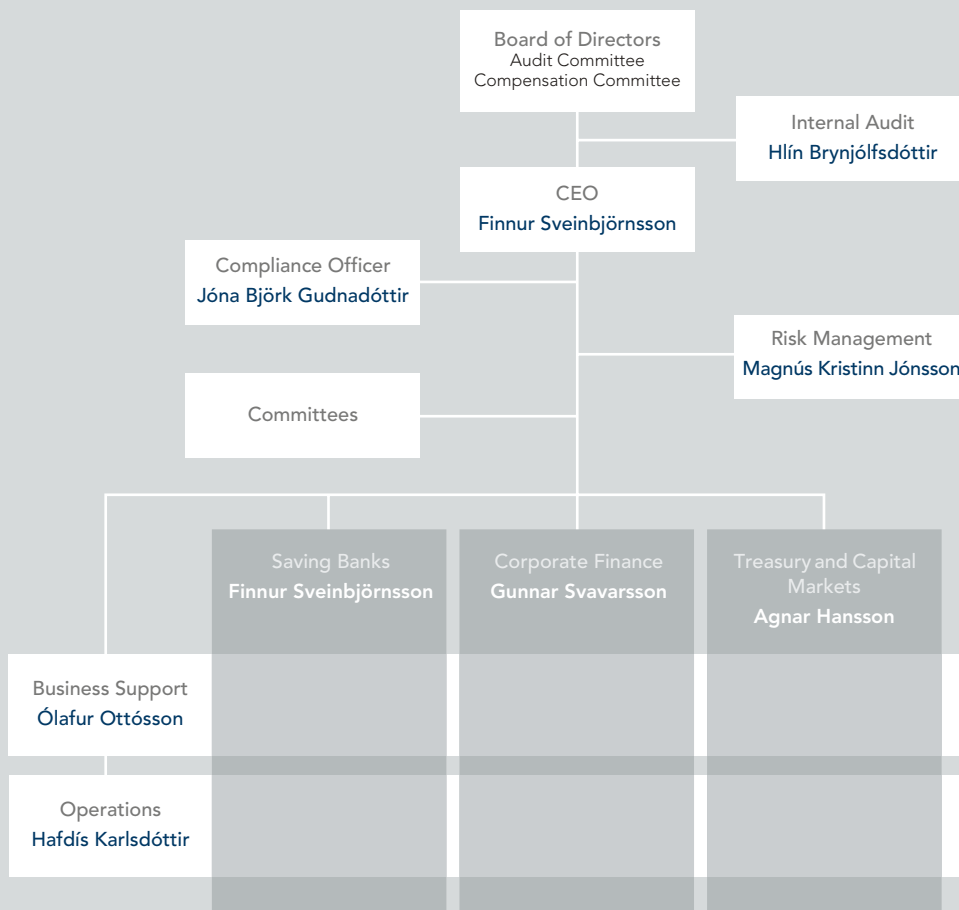 Board of Directors
Audit Committee
Compensation Committee
Internal Audit
Hlín Brynjólfsdóttir
CEO
Finnur Sveinbjörnsson
Compliance Officer
Jóna Björk Gudnadóttir
Risk Management
Magnús Kristinn Jónsson
Committees
Saving Banks
Finnur Sveinbjörnsson
Corporate Finance
Gunnar Svavarsson
Treasury and Capital
Markets
Agnar Hansson
Business Support
Ólafur Ottósson
Operations
Hafdís Karlsdóttir